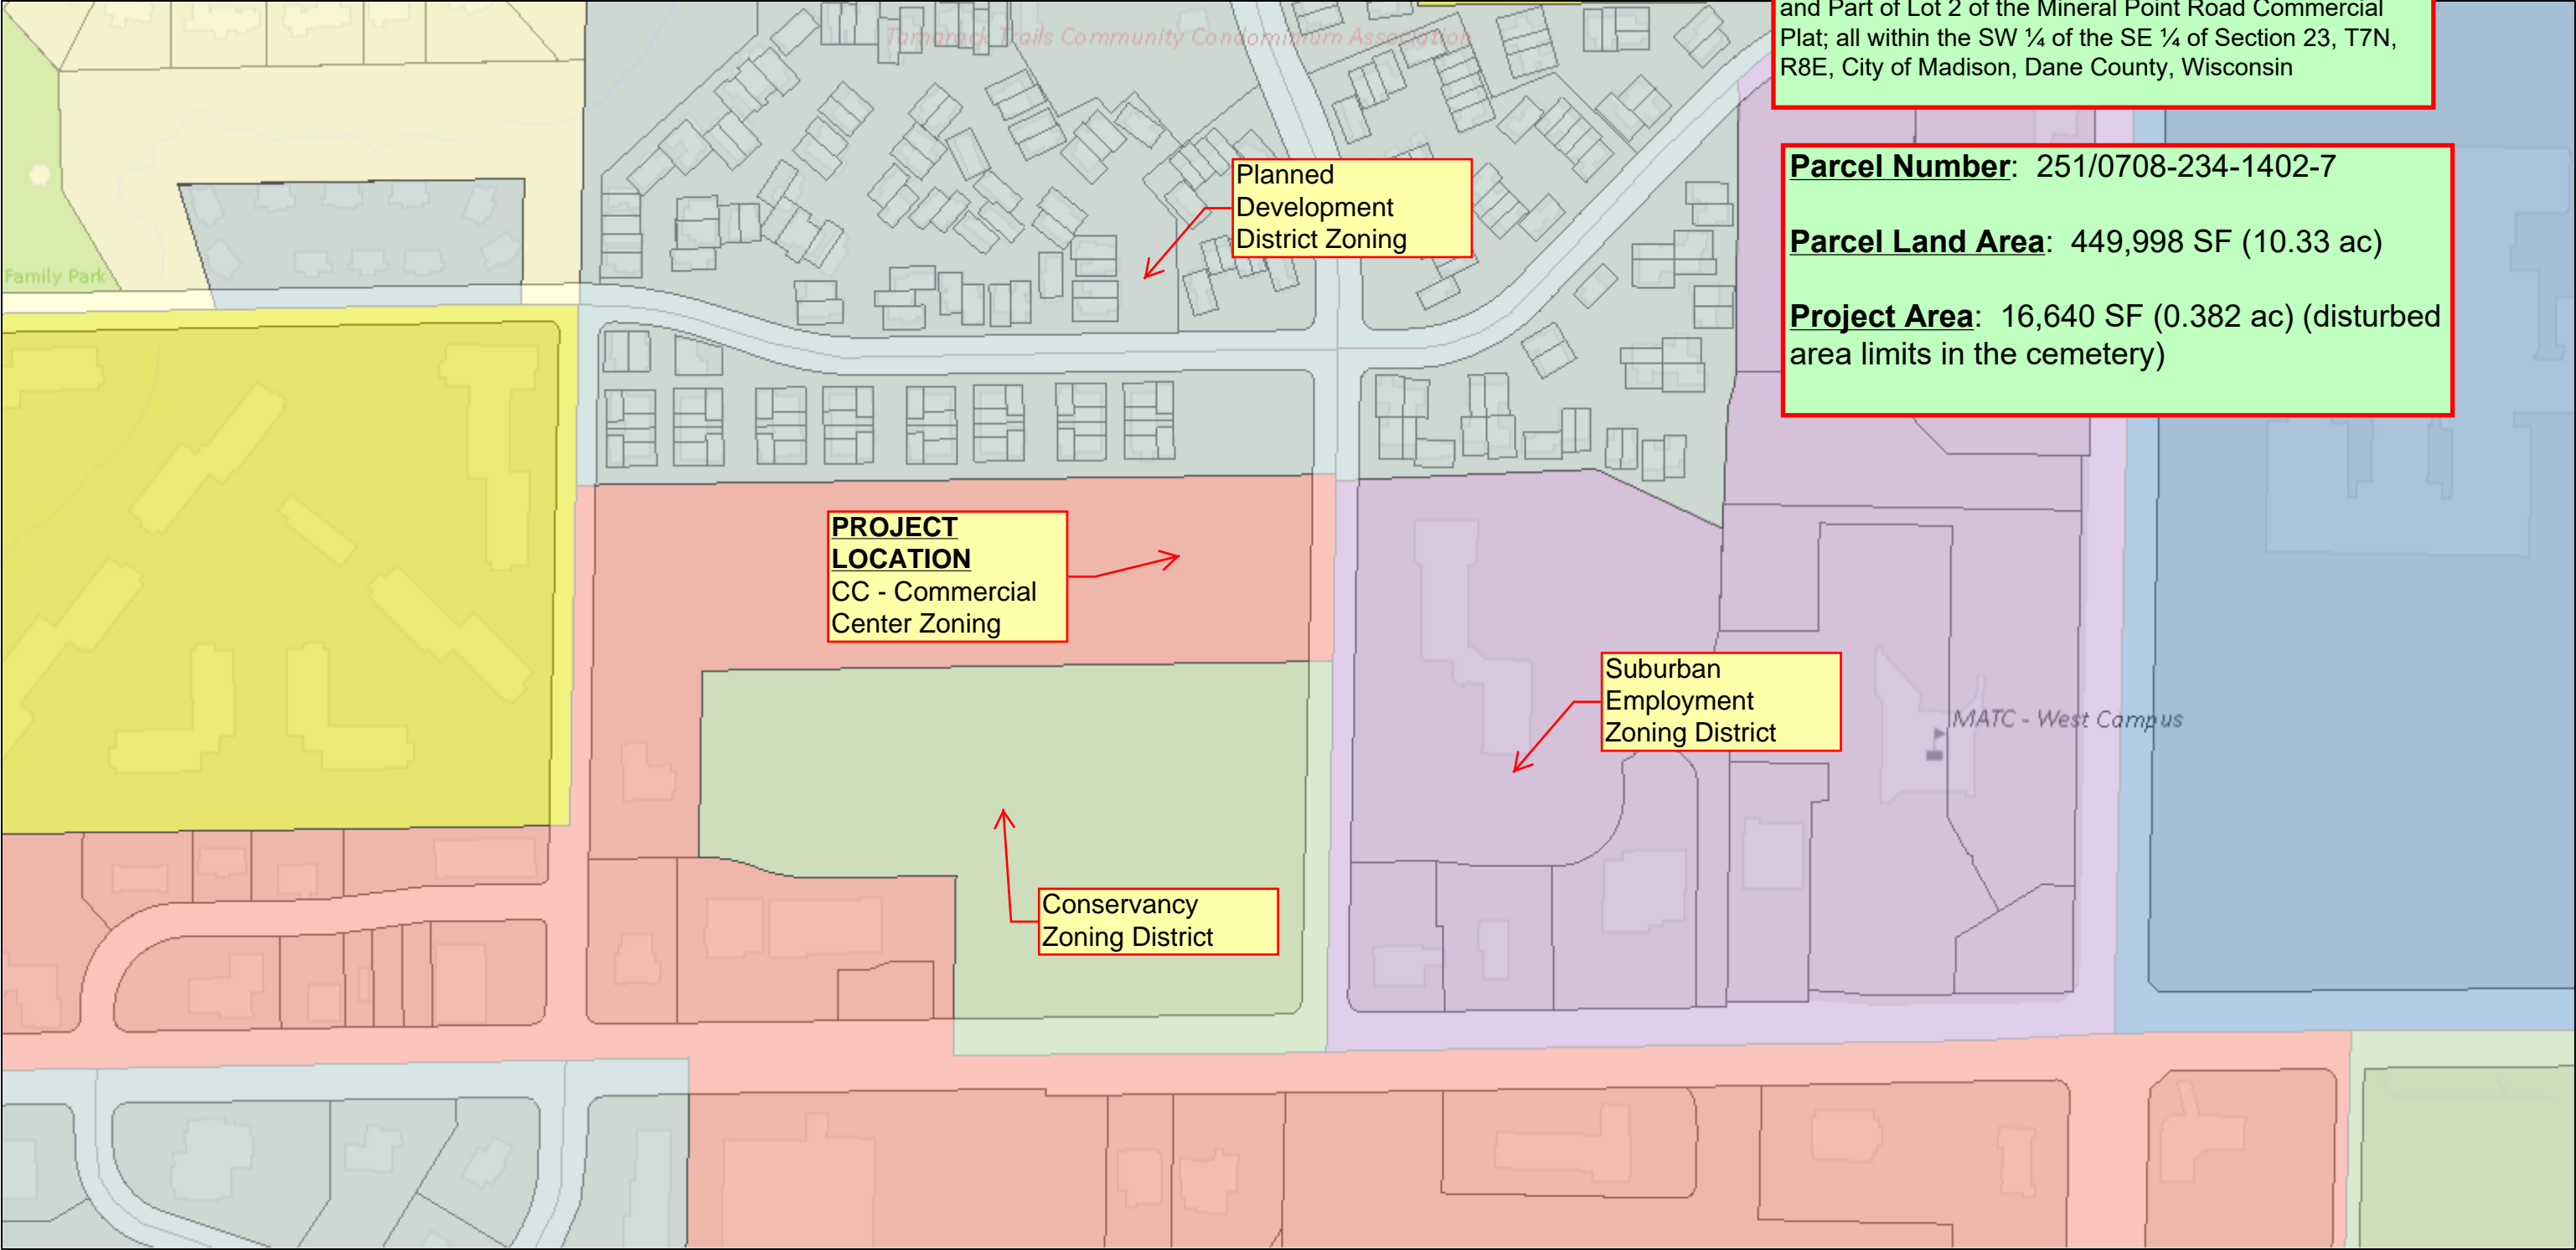 and Part of Lot 2 of the Mineral Point Road Commercial
Plat; all within the SW ¼ of the SE ¼ of Section 23, T7N,
R8E, City of Madison, Dane County, Wisconsin
Tamarack Trails Community Condominium Association
Parcel Number: 251/0708-234-1402-7
Parcel Land Area: 449,998 SF (10.33 ac)
Project Area: 16,640 SF (0.382 ac) (disturbed
area limits in the cemetery)
Planned
Development
District Zoning
Family Park
PROJECT
LOCATION
CC - Commercial
Center Zoning
Suburban
Employment
Zoning District
MATC - West Campus
Conservancy
Zoning District